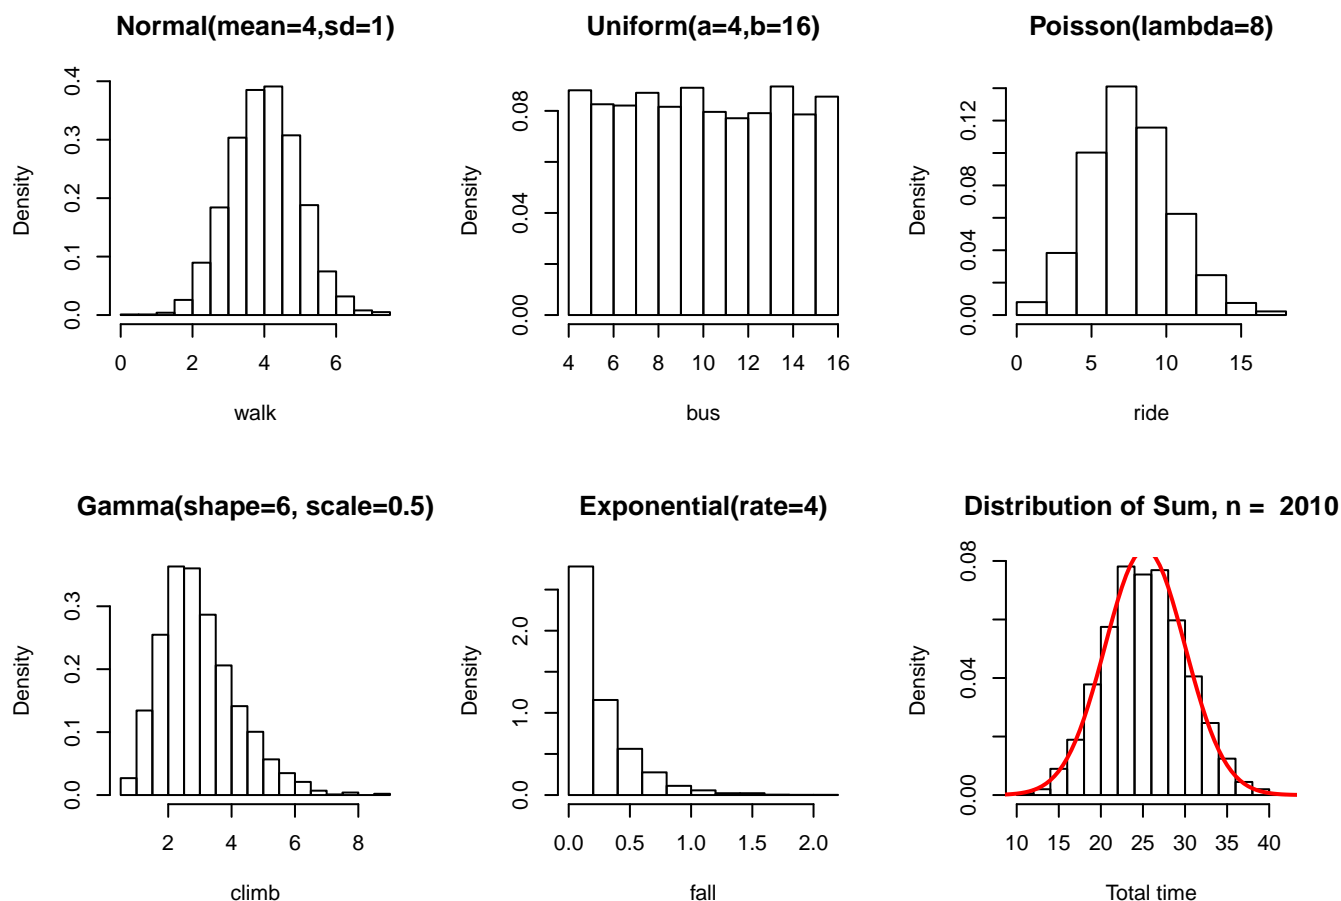 Normal(mean=4,sd=1)
Density
0.0 0.1 0.2 0.3 0.4
0 2 4 6
walk
Uniform(a=4,b=16)
Density
0.00 0.04 0.08
4 6 8 10 12 14 16
bus
Poisson(lambda=8)
Density
0.00 0.04 0.08 0.12
0 5 10 15
ride
Gamma(shape=6, scale=0.5)
Density
0.0 0.1 0.2 0.3
2 4 6 8
climb
Exponential(rate=4)
Density
0.0 1.0 2.0
0.0 0.5 1.0 1.5 2.0
fall
Distribution of Sum, n =  2010
Density
0.00 0.04 0.08
10 15 20 25 30 35 40
Total time